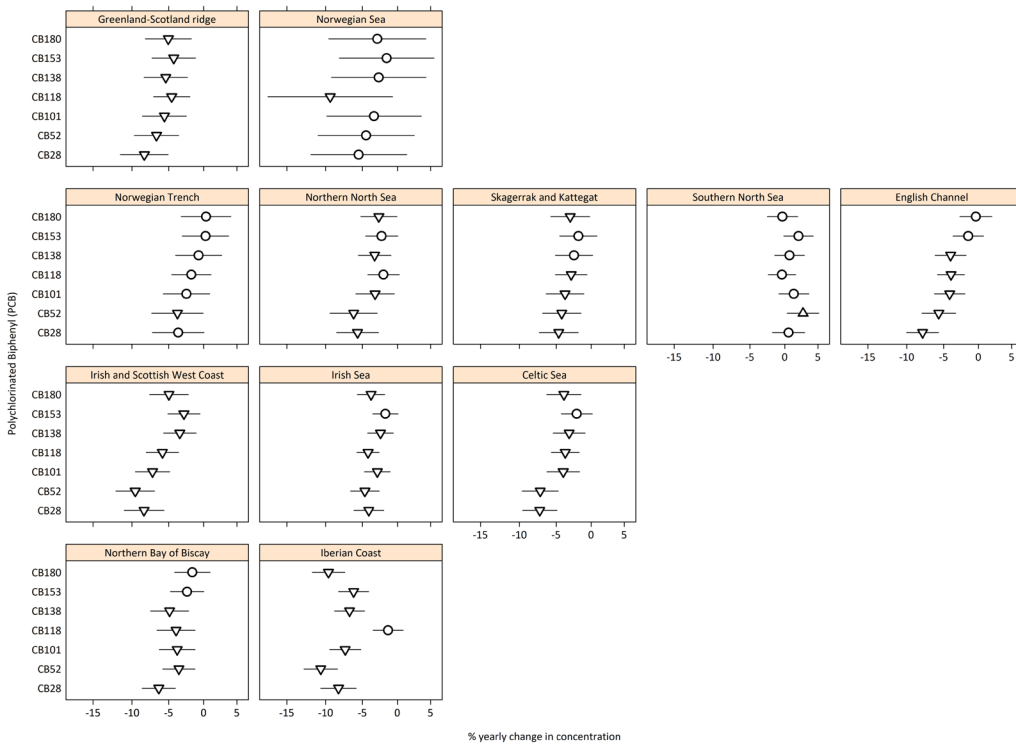 Greenland-Scotland ridge
Norwegian Sea
CB180
CB153
CB138
CB118
CB101
CB52
CB28
Norwegian Trench
Northern North Sea
Skagerrak and Kattegat
Southern North Sea
English Channel
CB180
CB153
CB138
CB118
CB101
CB52
CB28
-15 -10 -5 0 5
-15 -10 -5 0 5
Irish and Scottish West Coast
Irish Sea
Celtic Sea
CB180
CB153
CB138
CB118
CB101
CB52
CB28
-15 -10 -5 0 5
Northern Bay of Biscay
Iberian Coast
CB180
CB153
CB138
CB118
CB101
CB52
CB28
-15 -10 -5 0 5
-15 -10 -5 0 5
Polychlorinated Biphenyl (PCB)
% yearly change in concentration